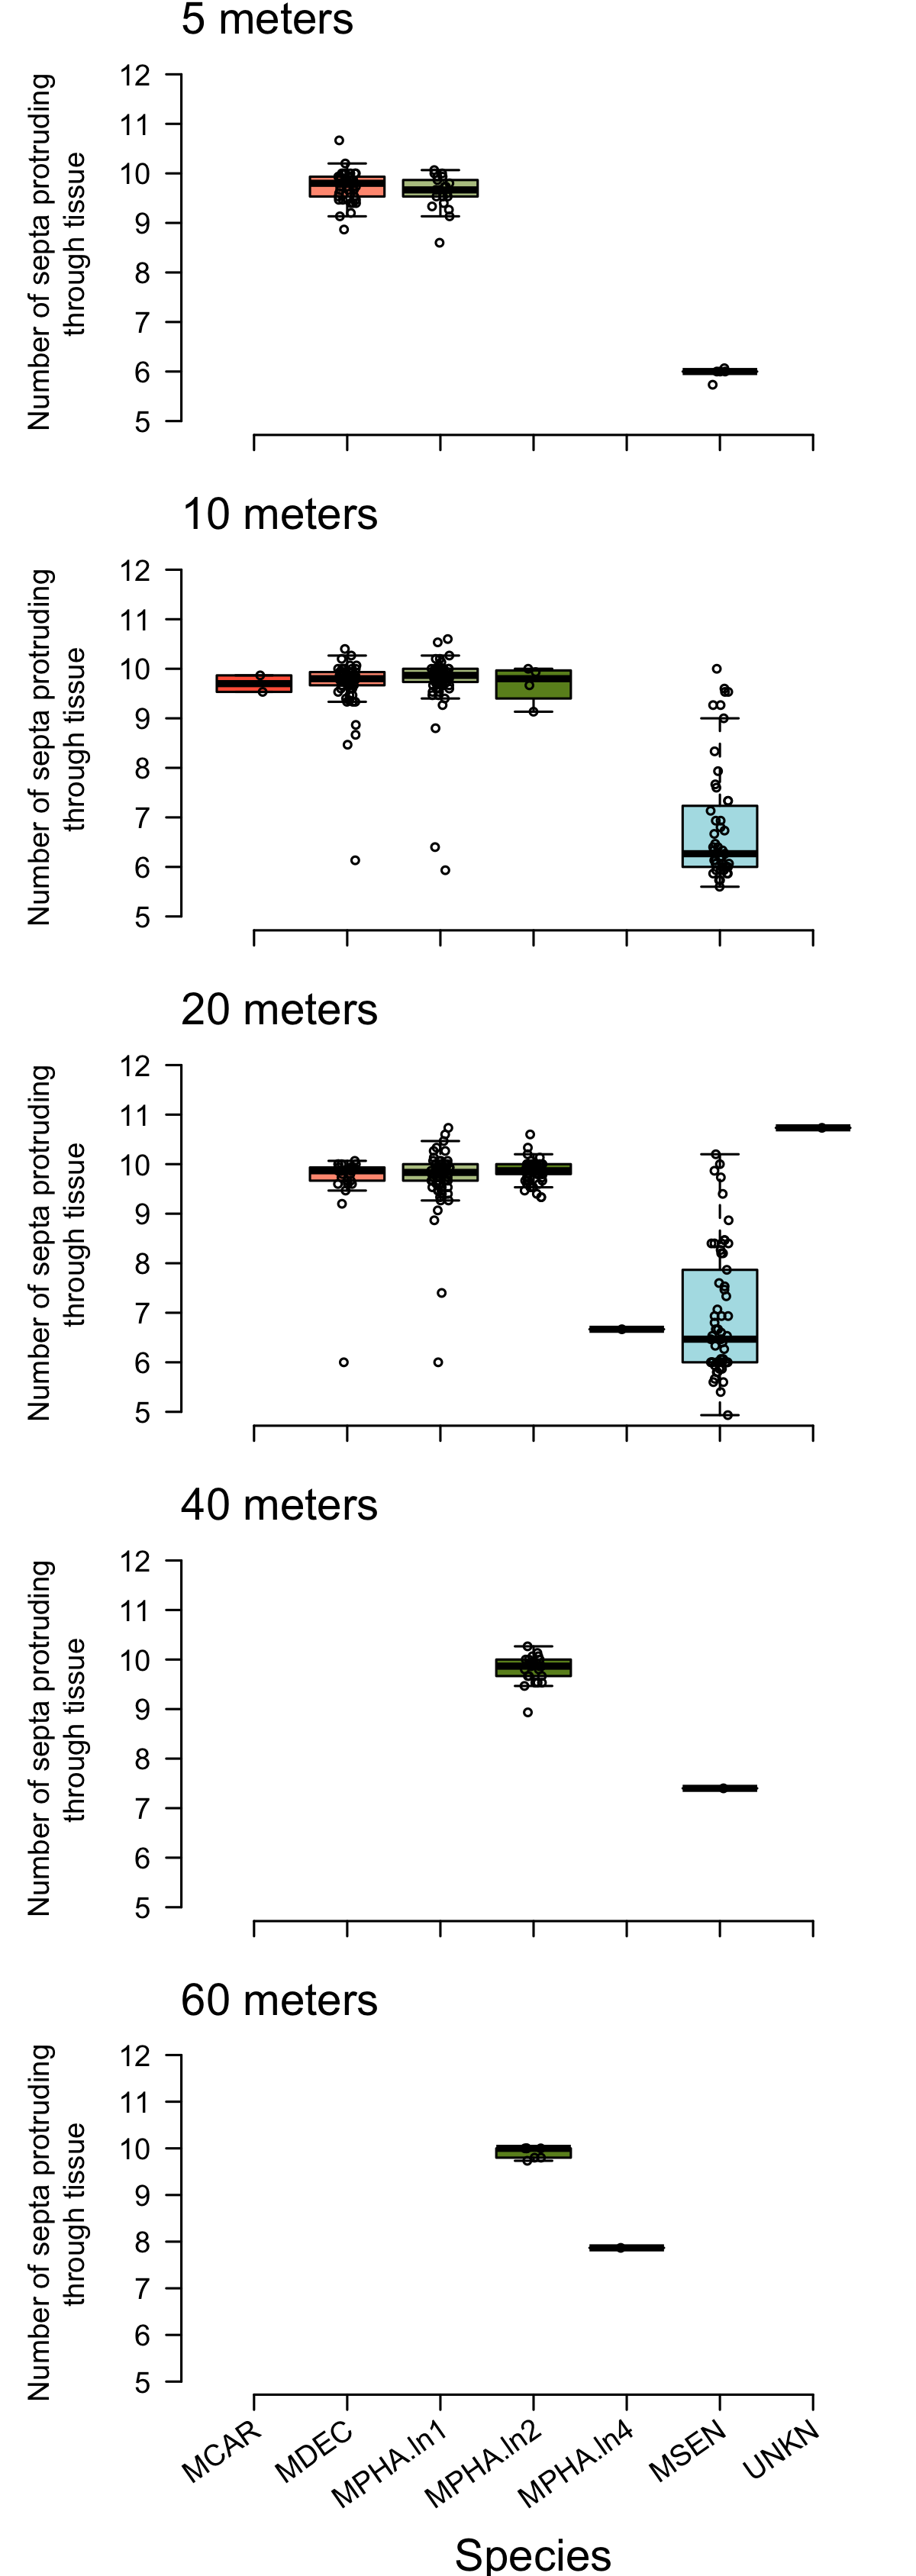 5 meters
Number of septa protruding
through tissue
12
11
10
9
8
7
6
5
10 meters
Number of septa protruding
through tissue
12
11
10
9
8
7
6
5
20 meters
Number of septa protruding
through tissue
12
11
10
9
8
7
6
5
40 meters
Number of septa protruding
through tissue
12
11
10
9
8
7
6
5
60 meters
Number of septa protruding
through tissue
12
11
10
9
8
7
6
5
MCAR
MDEC
MPHA.ln1
MPHA.ln2
MPHA.ln4
MSEN
UNKN
Species